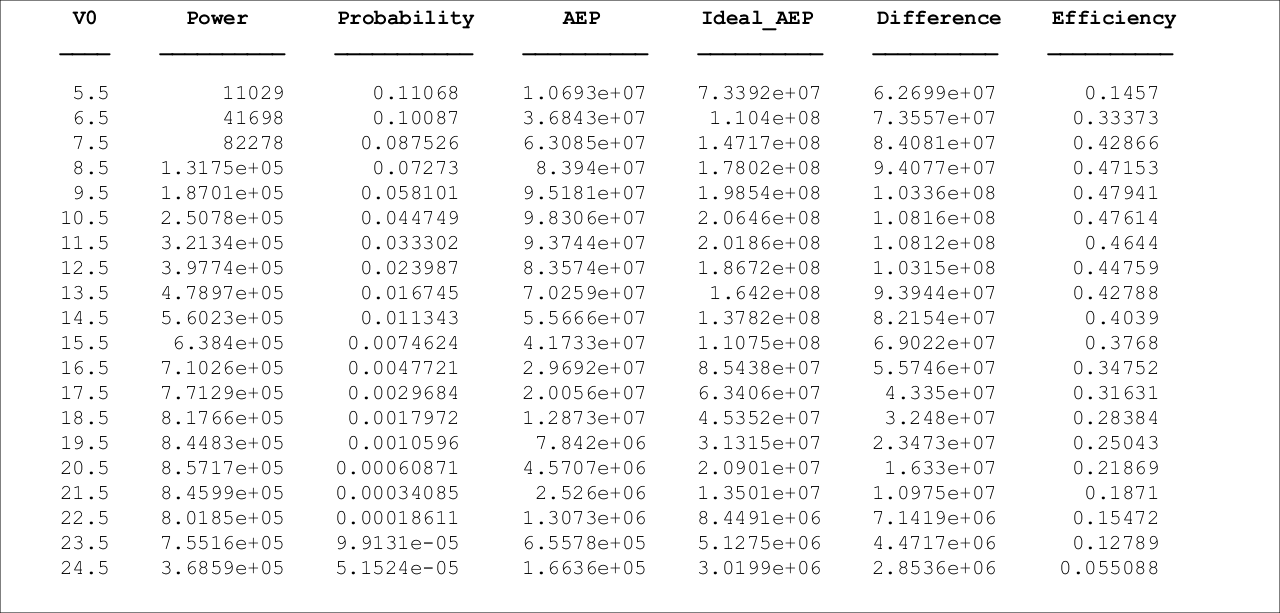 V0 Power Probability AEP Ideal_AEP Difference Efficiency
5.5 11029 0.11068 1.0693e+07 7.3392e+07 6.2699e+07 0.1457
6.5 41698 0.10087 3.6843e+07 1.104e+08 7.3557e+07 0.33373
7.5 82278 0.087526 6.3085e+07 1.4717e+08 8.4081e+07 0.42866
8.5 1.3175e+05 0.07273 8.394e+07 1.7802e+08 9.4077e+07 0.47153
9.5 1.8701e+05 0.058101 9.5181e+07 1.9854e+08 1.0336e+08 0.47941
10.5 2.5078e+05 0.044749 9.8306e+07 2.0646e+08 1.0816e+08 0.47614
11.5 3.2134e+05 0.033302 9.3744e+07 2.0186e+08 1.0812e+08 0.4644
12.5 3.9774e+05 0.023987 8.3574e+07 1.8672e+08 1.0315e+08 0.44759
13.5 4.7897e+05 0.016745 7.0259e+07 1.642e+08 9.3944e+07 0.42788
14.5 5.6023e+05 0.011343 5.5666e+07 1.3782e+08 8.2154e+07 0.4039
15.5 6.384e+05 0.0074624 4.1733e+07 1.1075e+08 6.9022e+07 0.3768
16.5 7.1026e+05 0.0047721 2.9692e+07 8.5438e+07 5.5746e+07 0.34752
17.5 7.7129e+05 0.0029684 2.0056e+07 6.3406e+07 4.335e+07 0.31631
18.5 8.1766e+05 0.0017972 1.2873e+07 4.5352e+07 3.248e+07 0.28384
19.5 8.4483e+05 0.0010596 7.842e+06 3.1315e+07 2.3473e+07 0.25043
20.5 8.5717e+05 0.00060871 4.5707e+06 2.0901e+07 1.633e+07 0.21869
21.5 8.4599e+05 0.00034085 2.526e+06 1.3501e+07 1.0975e+07 0.1871
22.5 8.0185e+05 0.00018611 1.3073e+06 8.4491e+06 7.1419e+06 0.15472
23.5 7.5516e+05 9.9131e-05 6.5578e+05 5.1275e+06 4.4717e+06 0.12789
24.5 3.6859e+05 5.1524e-05 1.6636e+05 3.0199e+06 2.8536e+06 0.055088